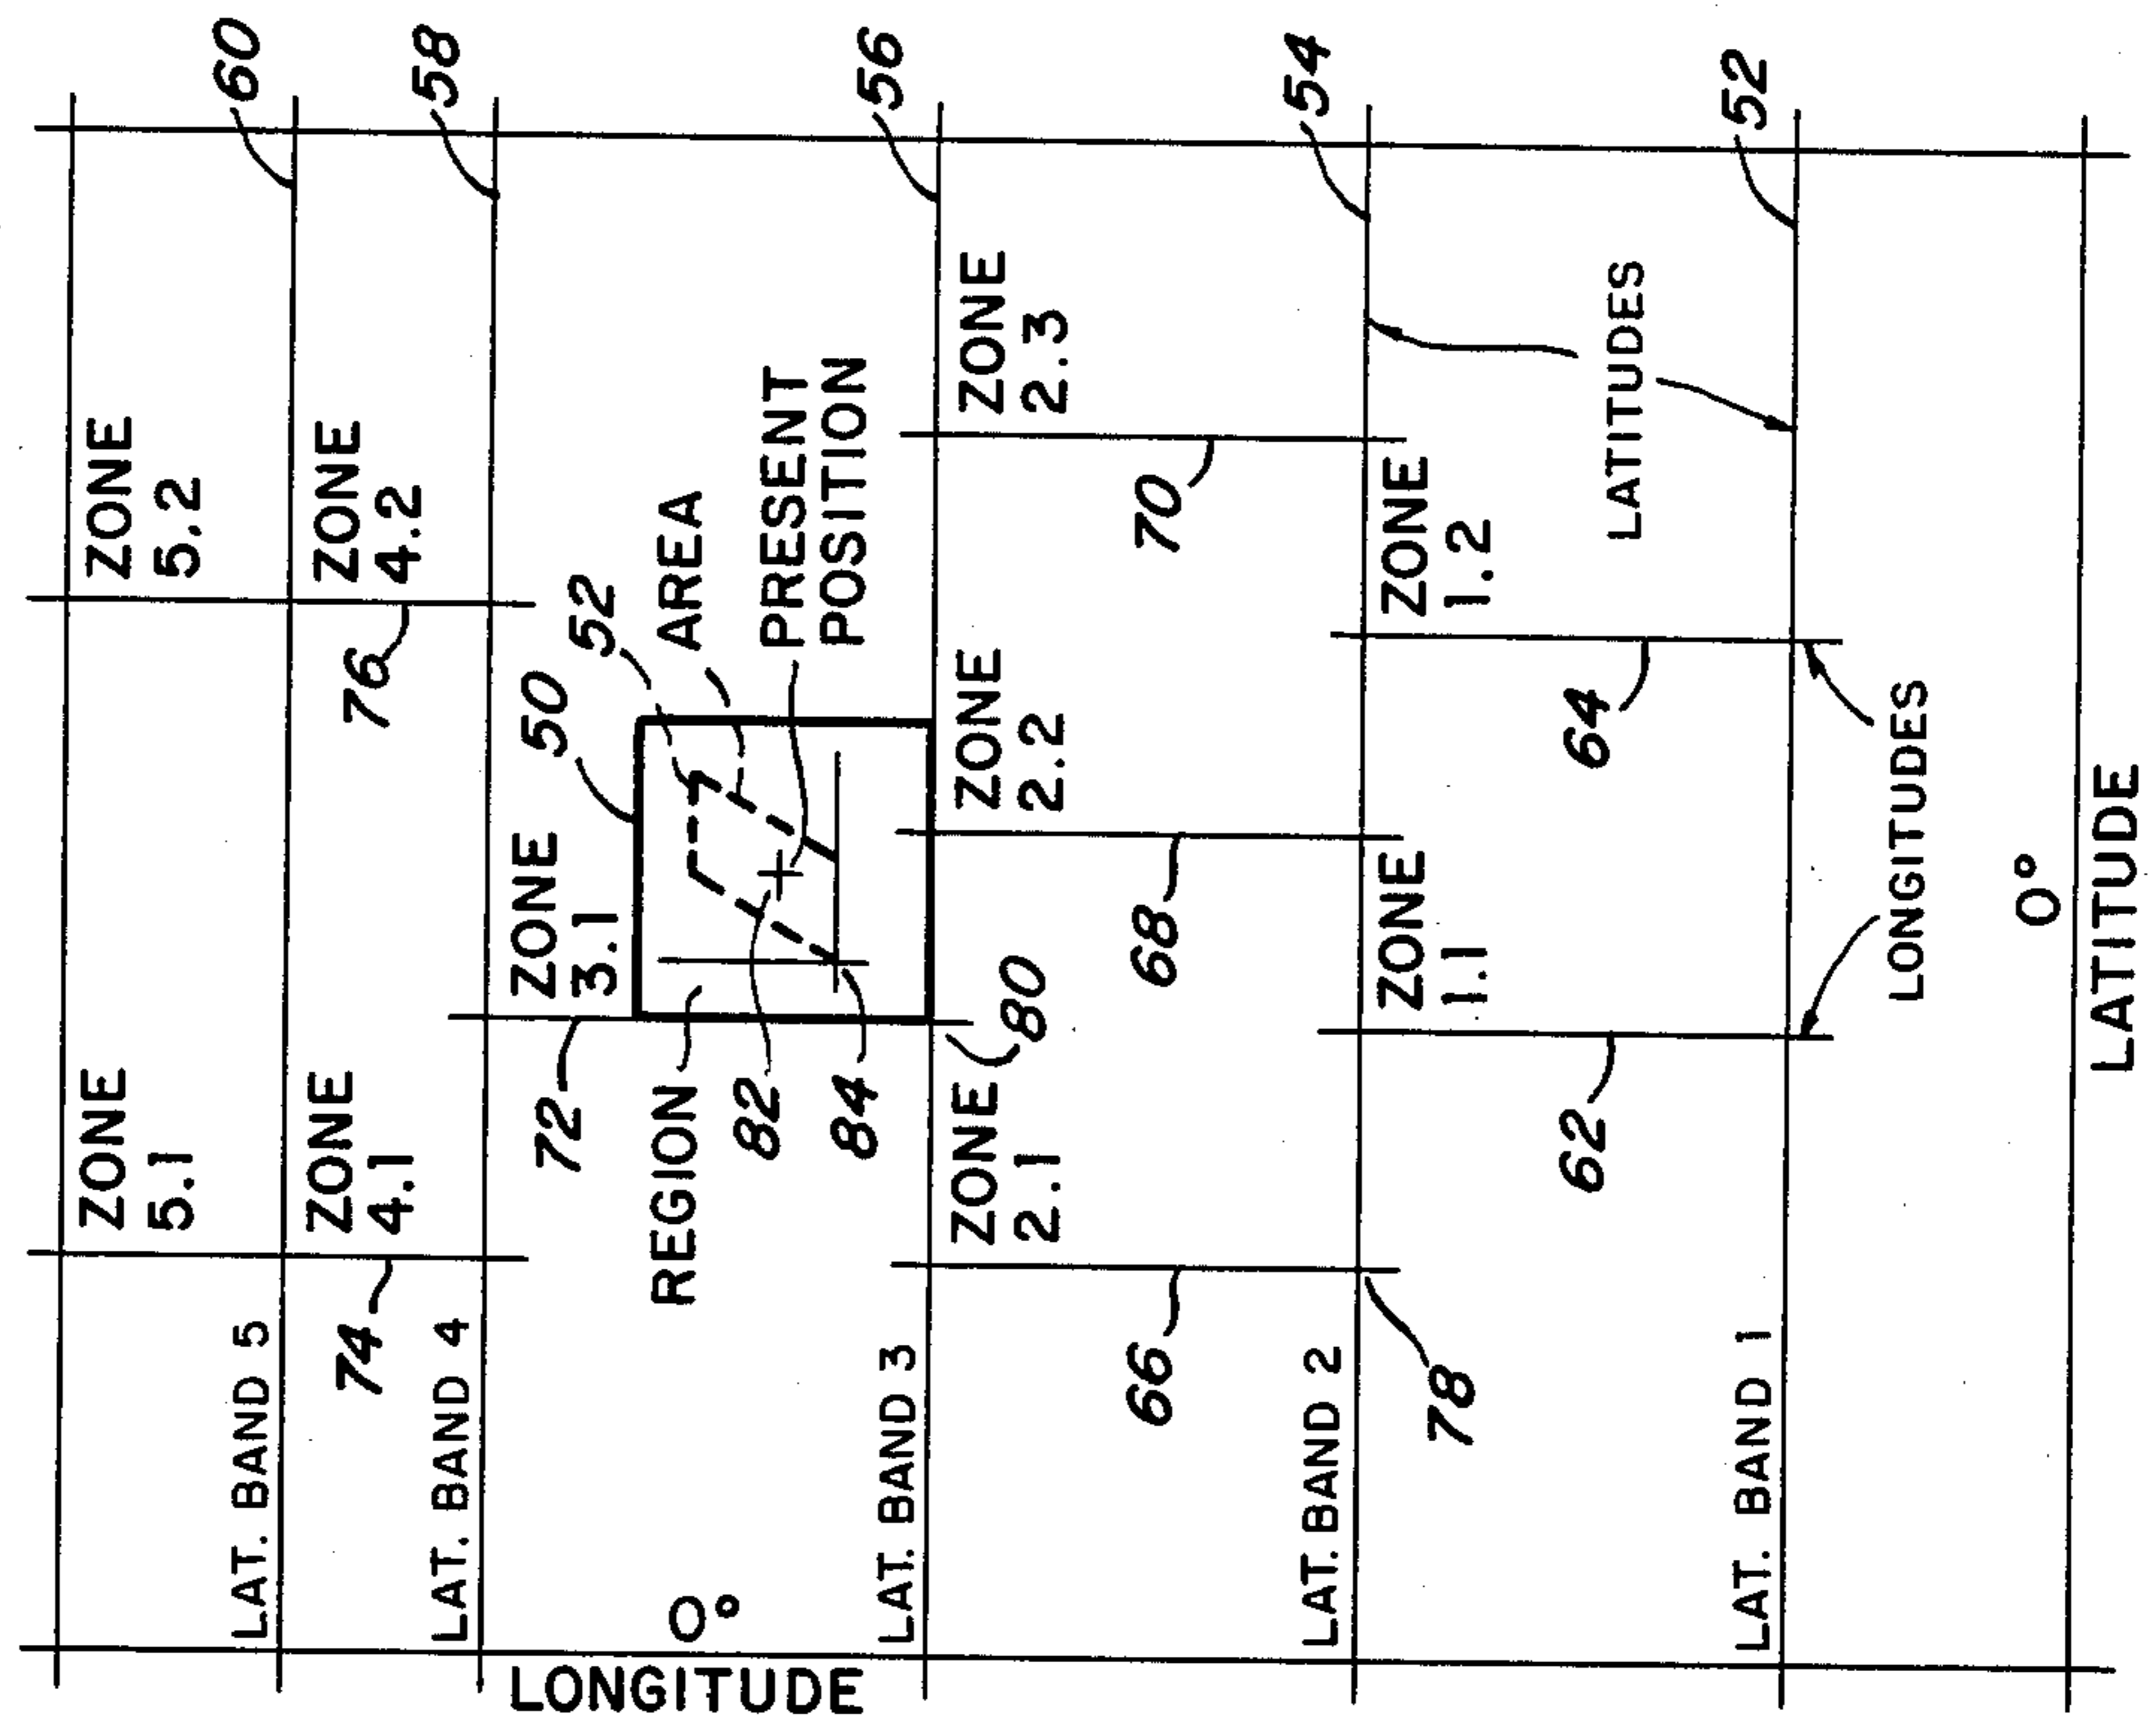 60
58
56
54
52
ZONE
5.2
ZONE
4.2
ZONE
2.3
LATITUDES
52
AREA
PRESENT
POSITION
70
ZONE
1.2
76
50
ZONE
2.2
64
LONGITUDES
ZONE
3.1
68
ZONE
1.1
0°
LATITUDE
ZONE
5.1
ZONE
4.1
72
REGION
82
84
80
ZONE
2.1
62
74
66
78
LAT. BAND 5
LAT. BAND 4
LAT. BAND 3
LAT. BAND 2
LAT. BAND 1
0°
LONGITUDE